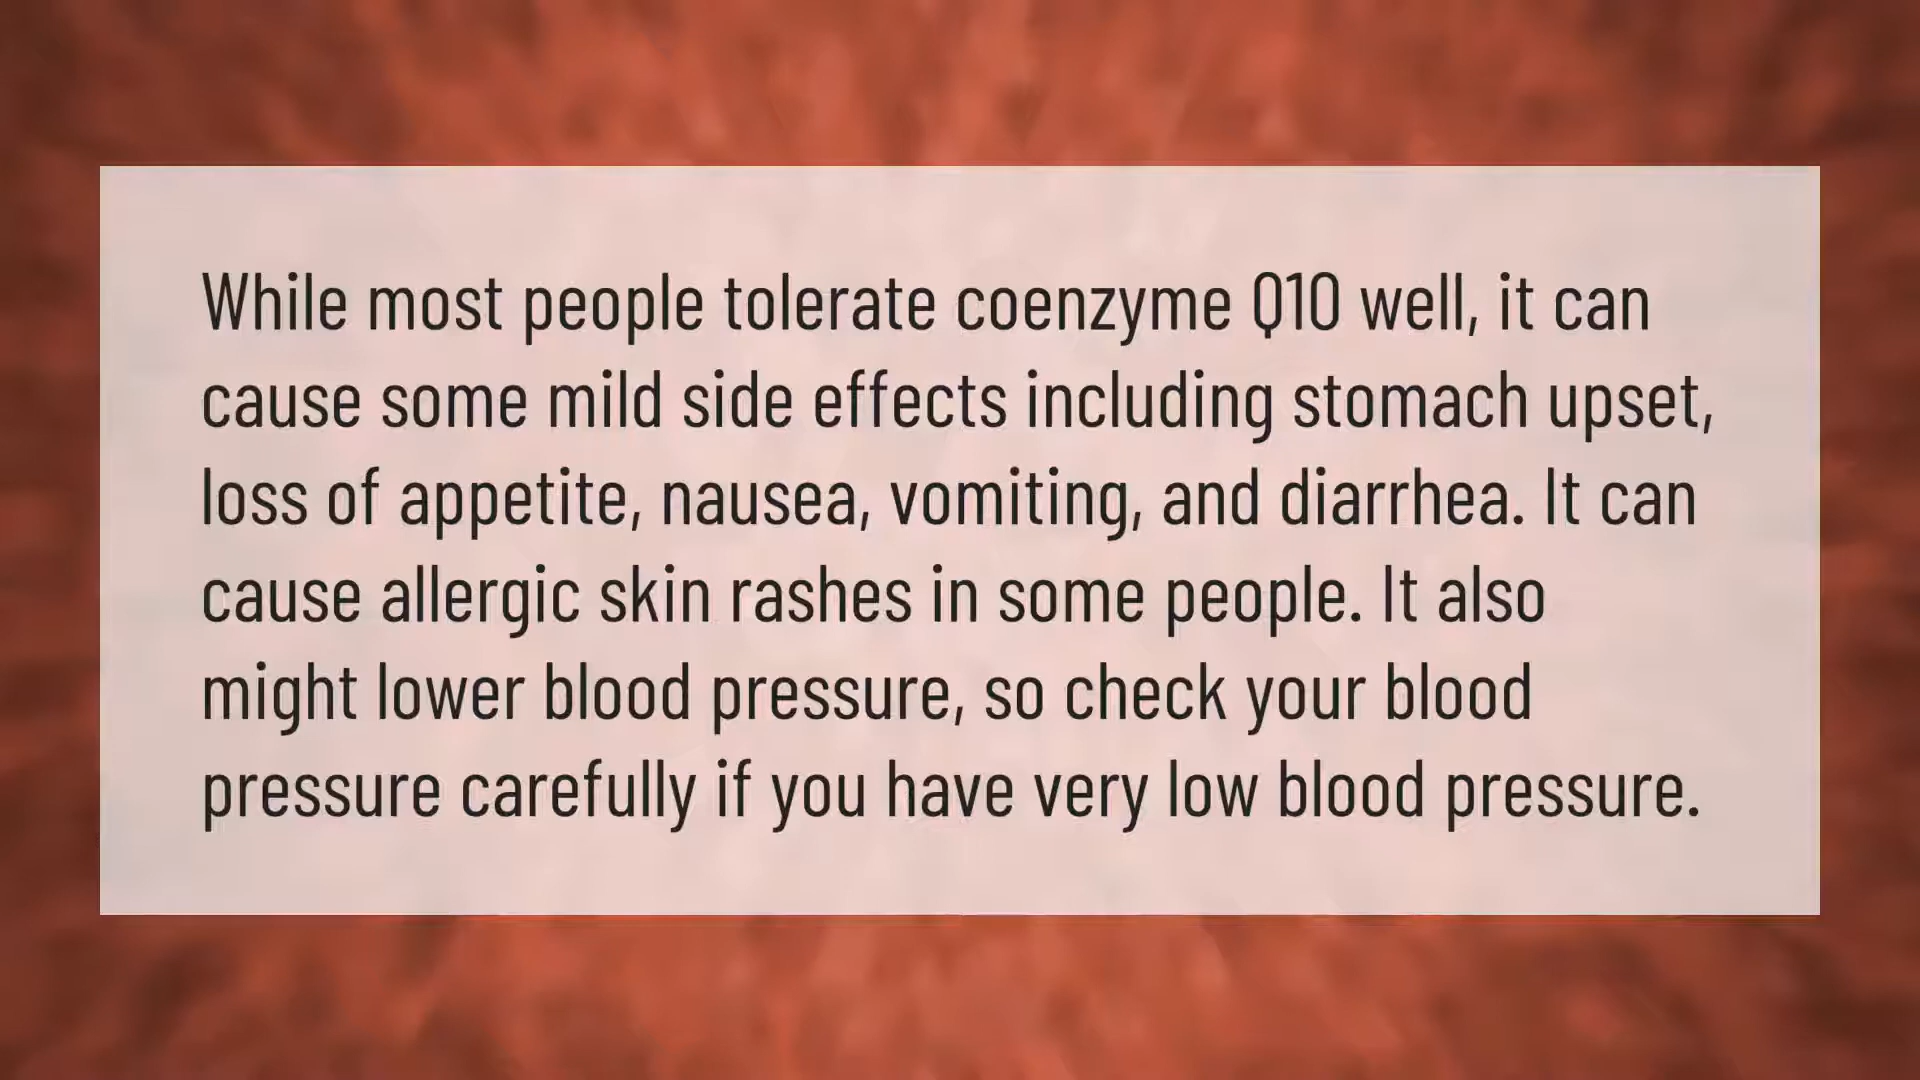 While most people tolerate coenzyme Q10 well, it can
cause some mild side effects including stomach upset,
loss of appetite, nausea, vomiting, and diarrhea. It can
cause allergic skin rashes in some people. It also
might lower blood pressure, so check your blood
pressure carefully if you have very low blood pressure.